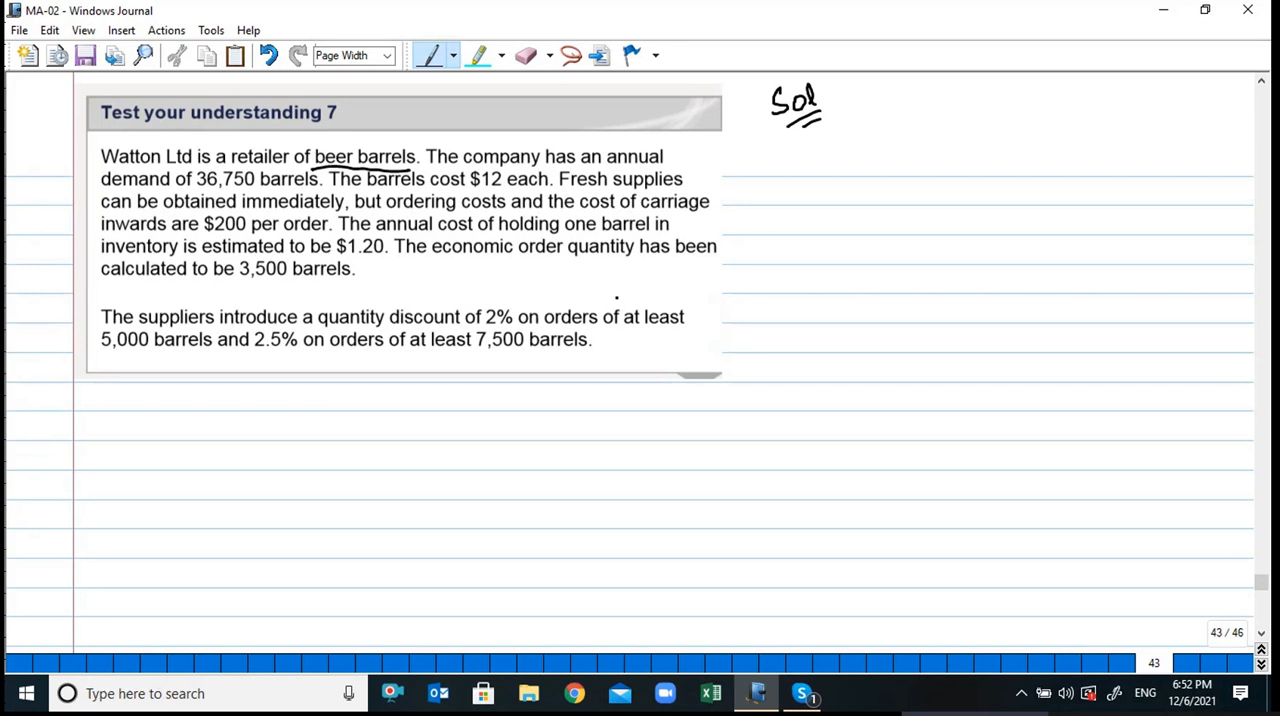 MA-02 - Windows Journal
File Edit View Insert Actions Tools Help
Page Width
Test your understanding 7
Sol
Watton Ltd is a retailer of beer barrels. The company has an annual
demand of 36,750 barrels. The barrels cost $12 each. Fresh supplies
can be obtained immediately, but ordering costs and the cost of carriage
inwards are $200 per order. The annual cost of holding one barrel in
inventory is estimated to be $1.20. The economic order quantity has been
calculated to be 3,500 barrels.
The suppliers introduce a quantity discount of 2% on orders of at least
5,000 barrels and 2.5% on orders of at least 7,500 barrels.
43 / 46
43
Type here to search
1
ENG
6:52 PM
12/6/2021